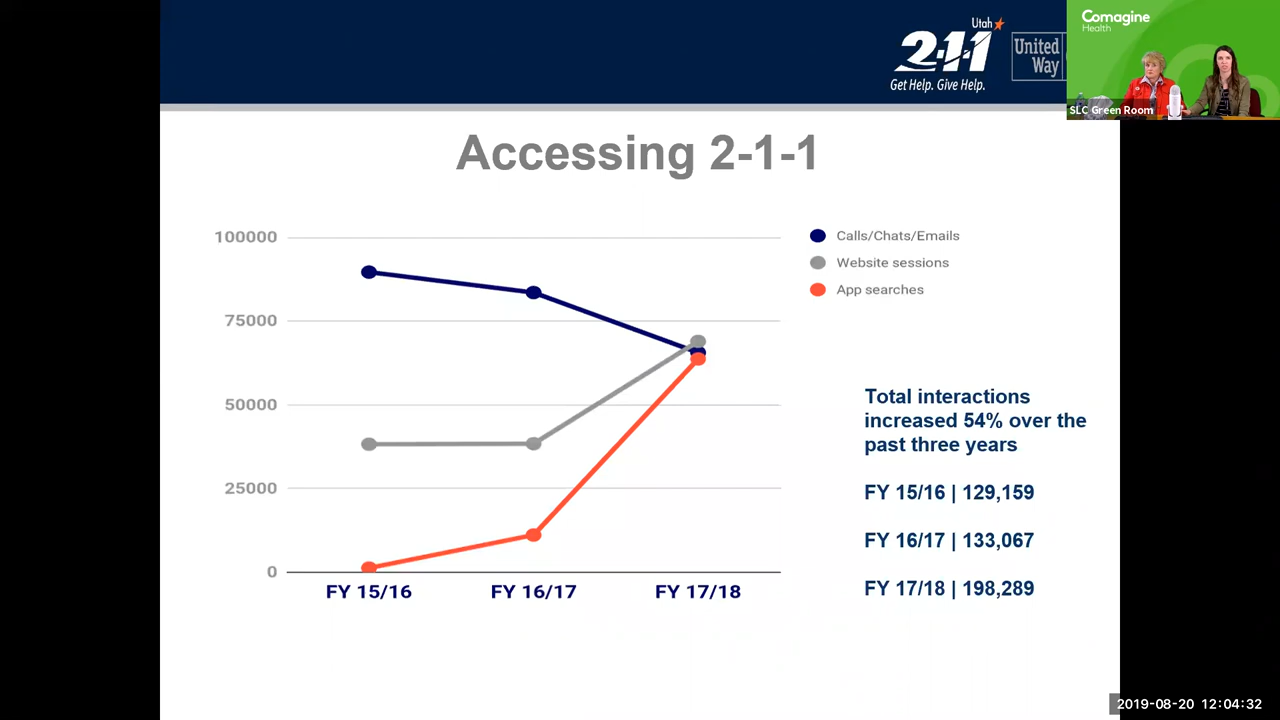 Utah
2-1-1
Get Help. Give Help.
United
Way
Comagine
Health
SLC Green Room
Accessing 2-1-1
100000
75000
50000
25000
0
FY 15/16
FY 16/17
FY 17/18
Calls/Chats/Emails
Website sessions
App searches
Total interactions
increased 54% over the
past three years
FY 15/16 | 129,159
FY 16/17 | 133,067
FY 17/18 | 198,289
2019-08-20 12:04:32